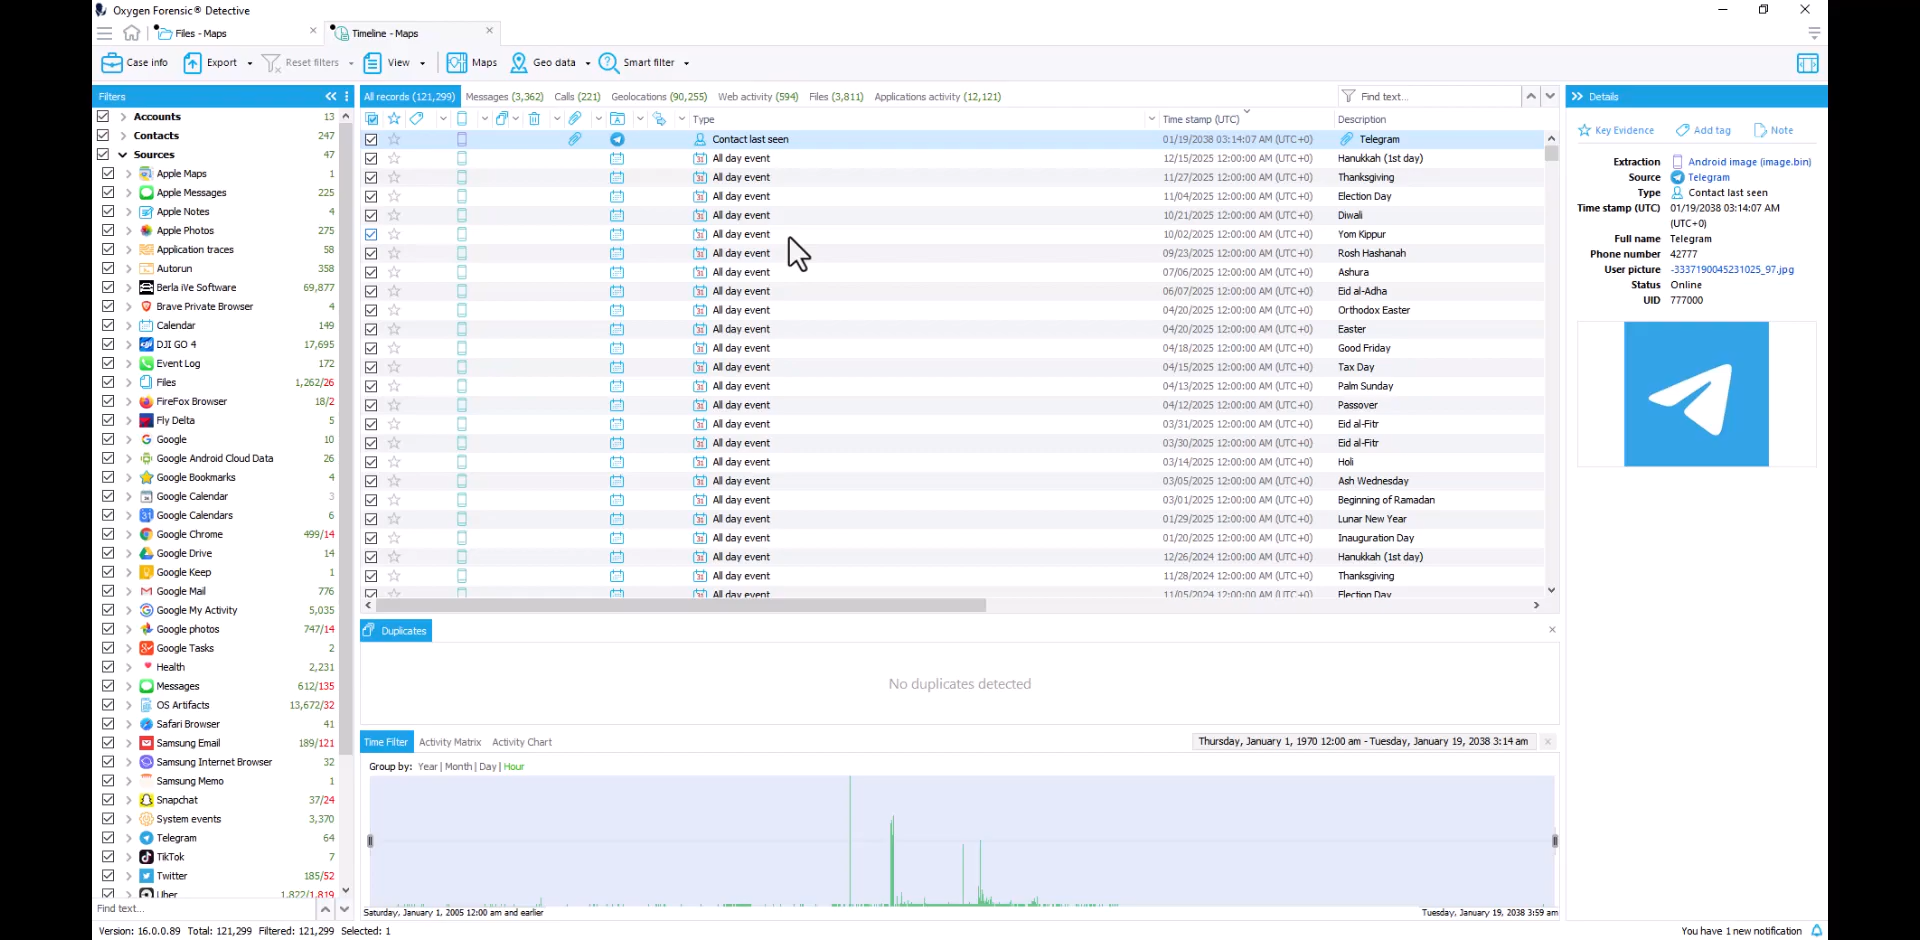 Oxygen Forensic® Detective
Files - Maps
Timeline - Maps
Case info Export Reset filters View Maps Geo data Smart filter
Filters
Accounts 13
Contacts 247
Sources 47
Apple Maps 1
Apple Messages 225
Apple Notes 4
Apple Photos 275
Application traces 58
Autorun 358
Berla iVe Software 69,877
Brave Private Browser 4
Calendar 149
DJI GO 4 17,695
Event Log 172
Files 1,262/26
FireFox Browser 18/2
Fly Delta 5
Google 10
Google Android Cloud Data 26
Google Bookmarks 4
Google Calendar 3
Google Calendars 6
Google Chrome 499/14
Google Drive 14
Google Keep 1
Google Mail 776
Google My Activity 5,035
Google photos 747/14
Google Tasks 2
Health 2,231
Messages 612/135
OS Artifacts 13,672/32
Safari Browser 41
Samsung Email 189/121
Samsung Internet Browser 32
Samsung Memo 1
Snapchat 37/24
System events 3,370
Telegram 64
TikTok 7
Twitter 185/52
Uber 1,822/1,819
Find text...
All records (121,299) Messages (3,362) Calls (221) Geolocations (90,255) Web activity (594) Files (3,811) Applications activity (12,121) Find text...
Type Time stamp (UTC) Description
Contact last seen 01/19/2038 03:14:07 AM (UTC+0) Telegram
All day event 12/15/2025 12:00:00 AM (UTC+0) Hanukkah (1st day)
All day event 11/27/2025 12:00:00 AM (UTC+0) Thanksgiving
All day event 11/04/2025 12:00:00 AM (UTC+0) Election Day
All day event 10/21/2025 12:00:00 AM (UTC+0) Diwali
All day event 10/02/2025 12:00:00 AM (UTC+0) Yom Kippur
All day event 09/23/2025 12:00:00 AM (UTC+0) Rosh Hashanah
All day event 07/06/2025 12:00:00 AM (UTC+0) Ashura
All day event 06/07/2025 12:00:00 AM (UTC+0) Eid al-Adha
All day event 04/20/2025 12:00:00 AM (UTC+0) Orthodox Easter
All day event 04/20/2025 12:00:00 AM (UTC+0) Easter
All day event 04/18/2025 12:00:00 AM (UTC+0) Good Friday
All day event 04/15/2025 12:00:00 AM (UTC+0) Tax Day
All day event 04/13/2025 12:00:00 AM (UTC+0) Palm Sunday
All day event 04/12/2025 12:00:00 AM (UTC+0) Passover
All day event 03/31/2025 12:00:00 AM (UTC+0) Eid al-Fitr
All day event 03/30/2025 12:00:00 AM (UTC+0) Eid al-Fitr
All day event 03/14/2025 12:00:00 AM (UTC+0) Holi
All day event 03/05/2025 12:00:00 AM (UTC+0) Ash Wednesday
All day event 03/01/2025 12:00:00 AM (UTC+0) Beginning of Ramadan
All day event 01/29/2025 12:00:00 AM (UTC+0) Lunar New Year
All day event 01/20/2025 12:00:00 AM (UTC+0) Inauguration Day
All day event 12/26/2024 12:00:00 AM (UTC+0) Hanukkah (1st day)
All day event 11/28/2024 12:00:00 AM (UTC+0) Thanksgiving
All day event 11/05/2024 12:00:00 AM (UTC+0) Election Day
Duplicates
No duplicates detected
Time Filter Activity Matrix Activity Chart Thursday, January 1, 1970 12:00 am - Tuesday, January 19, 2038 3:14 am
Group by: Year | Month | Day | Hour
Saturday, January 1, 2005 12:00 am and earlier Tuesday, January 19, 2038 3:59 am
Details
Key Evidence Add tag Note
Extraction Android image (image.bin)
Source Telegram
Type Contact last seen
Time stamp (UTC) 01/19/2038 03:14:07 AM
(UTC+0)
Full name Telegram
Phone number 42777
User picture -3337190045231025_97.jpg
Status Online
UID 777000
Version: 16.0.0.89 Total: 121,299 Filtered: 121,299 Selected: 1
You have 1 new notification